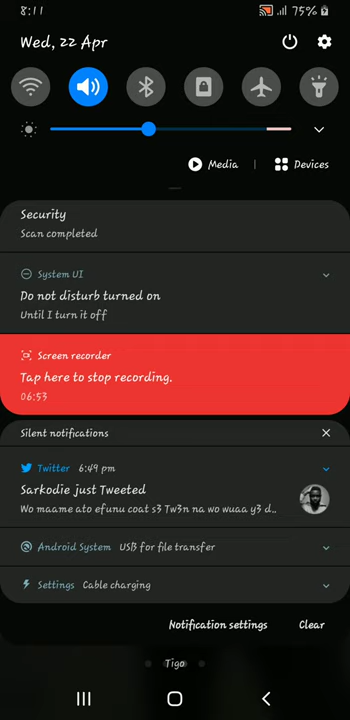 8:11 75%
Wed, 22 Apr
Media | Devices
Security
Scan completed
System UI
Do not disturb turned on
Until I turn it off
Screen recorder
Tap here to stop recording.
06:53
Silent notifications
Twitter 6:49 pm
Sarkodie just Tweeted
Wo maame ato efunu coat s3 Tw3n na wo wuaa y3 d..
Android System USB for file transfer
Settings Cable charging
Notification settings Clear
Tigo